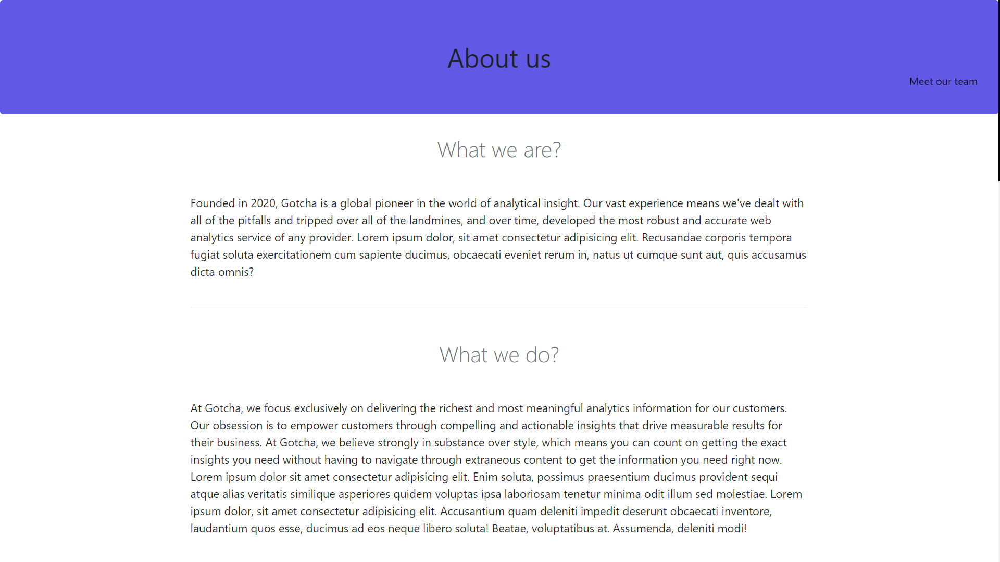 About us
Meet our team
What we are?
Founded in 2020, Gotcha is a global pioneer in the world of analytical insight. Our vast experience means we've dealt with
all of the pitfalls and tripped over all of the landmines, and over time, developed the most robust and accurate web
analytics service of any provider. Lorem ipsum dolor, sit amet consectetur adipisicing elit. Recusandae corporis tempora
fugiat soluta exercitationem cum sapiente ducimus, obcaecati eveniet rerum in, natus ut cumque sunt aut, quis accusamus
dicta omnis?
What we do?
At Gotcha, we focus exclusively on delivering the richest and most meaningful analytics information for our customers.
Our obsession is to empower customers through compelling and actionable insights that drive measurable results for
their business. At Gotcha, we believe strongly in substance over style, which means you can count on getting the exact
insights you need without having to navigate through extraneous content to get the information you need right now.
Lorem ipsum dolor sit amet consectetur adipisicing elit. Enim soluta, possimus praesentium ducimus provident sequi
atque alias veritatis similique asperiores quidem voluptas ipsa laboriosam tenetur minima odit illum sed molestiae. Lorem
ipsum dolor, sit amet consectetur adipisicing elit. Accusantium quam deleniti impedit deserunt obcaecati inventore,
laudantium quos esse, ducimus ad eos neque libero soluta! Beatae, voluptatibus at. Assumenda, deleniti modi!